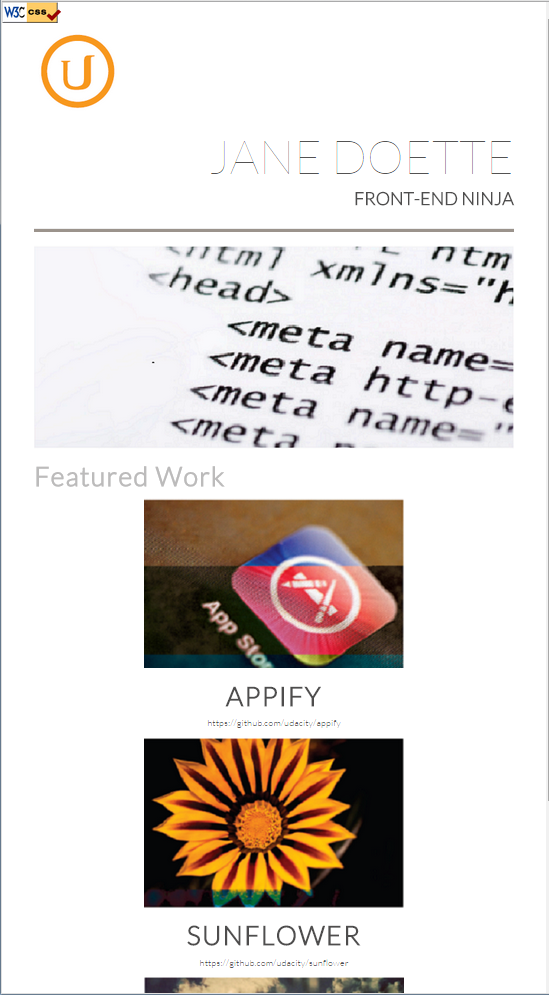 W3C css
U
JANE DOETTE
FRONT-END NINJA
<html
xmlns="h
<head>
<meta name=
<meta http-e
<meta name=
<meta
Featured Work
App Stor
APPIFY
https://github.com/udacity/appify
SUNFLOWER
https://github.com/udacity/sunflower